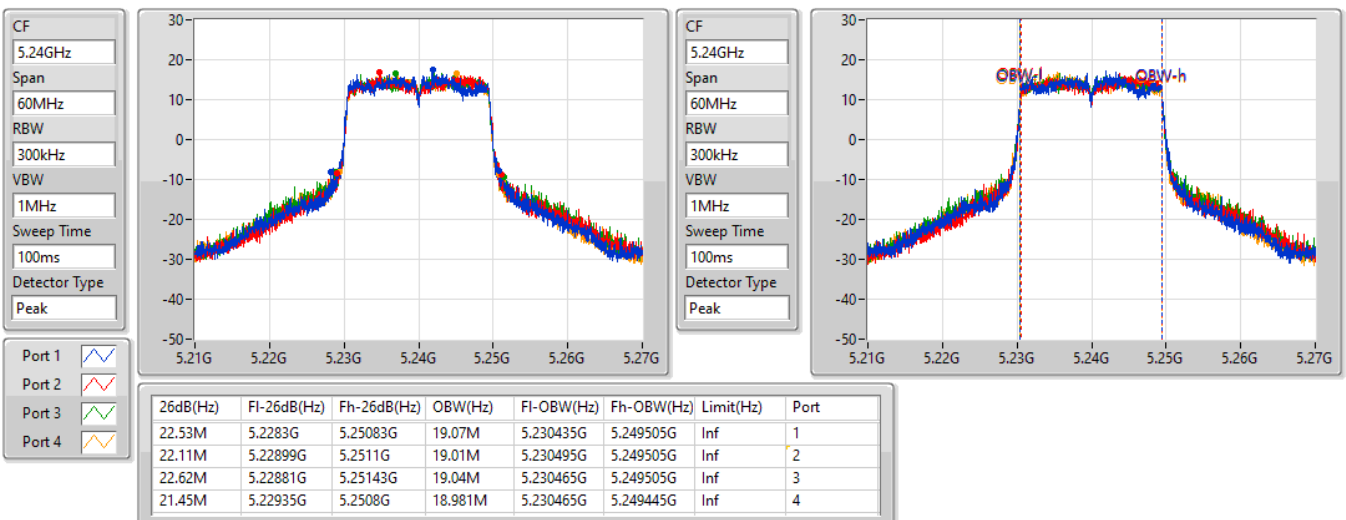 CF
5.24GHz
Span
60MHz
RBW
300kHz
VBW
1MHz
Sweep Time
100ms
Detector Type
Peak
30
20
10
0
-10
-20
-30
-40
-50
5.21G 5.22G 5.23G 5.24G 5.25G 5.26G 5.27G
CF
5.24GHz
Span
60MHz
RBW
300kHz
VBW
1MHz
Sweep Time
100ms
Detector Type
Peak
30
20
10
0
-10
-20
-30
-40
-50
OBW-l OBW-h
5.21G 5.22G 5.23G 5.24G 5.25G 5.26G 5.27G
Port 1
Port 2
Port 3
Port 4
26dB(Hz) Fl-26dB(Hz) Fh-26dB(Hz) OBW(Hz) Fl-OBW(Hz) Fh-OBW(Hz) Limit(Hz) Port
22.53M 5.2283G 5.25083G 19.07M 5.230435G 5.249505G Inf 1
22.11M 5.22899G 5.2511G 19.01M 5.230495G 5.249505G Inf 2
22.62M 5.22881G 5.25143G 19.04M 5.230465G 5.249505G Inf 3
21.45M 5.22935G 5.2508G 18.981M 5.230465G 5.249445G Inf 4